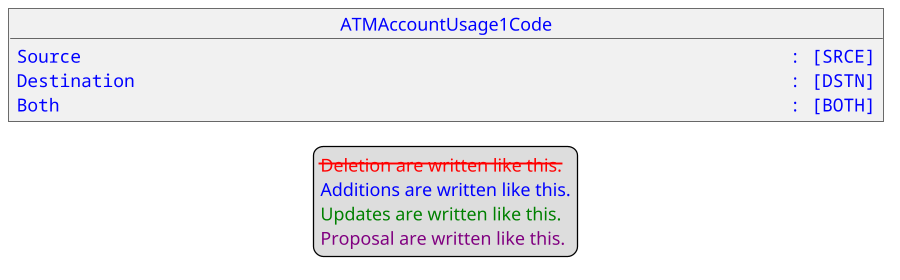 ATMAccountUsage1Code
Source : [SRCE]
Destination : [DSTN]
Both : [BOTH]
Deletion are written like this.
Additions are written like this.
Updates are written like this.
Proposal are written like this.